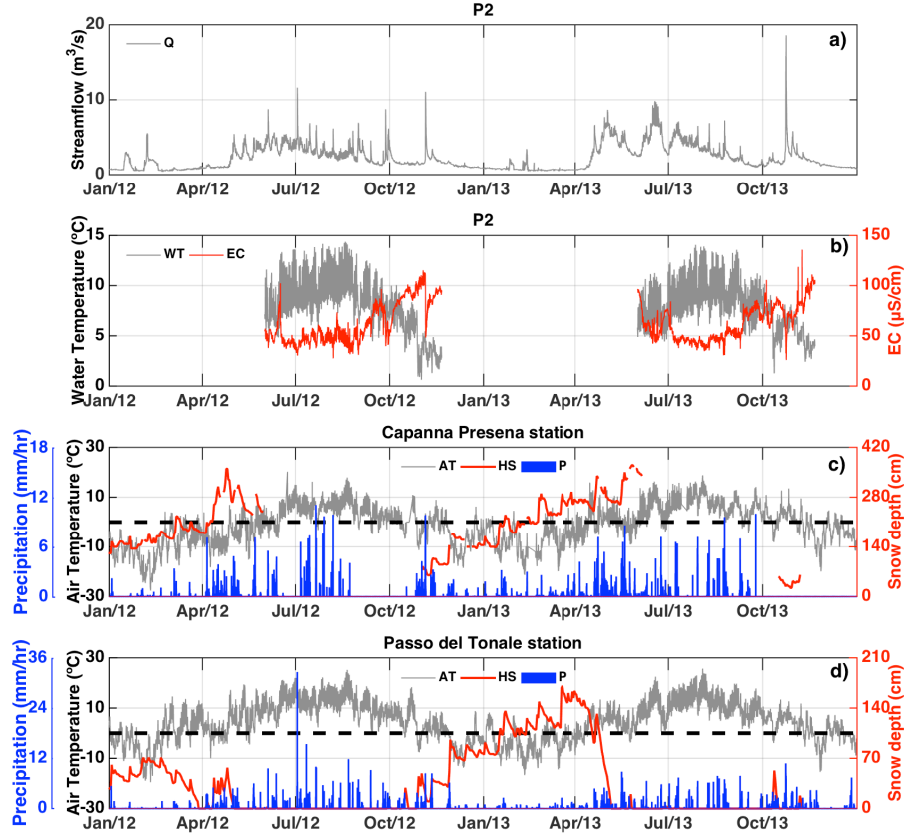 P2
a)
Q
Streamflow (m³/s)
20
10
0
Jan/12 Apr/12 Jul/12 Oct/12 Jan/13 Apr/13 Jul/13 Oct/13
P2
b)
WT EC
Water Temperature (°C)
15
10
5
0
EC (µS/cm)
150
100
50
0
Jan/12 Apr/12 Jul/12 Oct/12 Jan/13 Apr/13 Jul/13 Oct/13
Capanna Presena station
c)
AT HS P
Precipitation (mm/hr)
18
12
6
0
Air Temperature (°C)
30
10
-10
-30
Snow depth (cm)
420
280
140
0
Jan/12 Apr/12 Jul/12 Oct/12 Jan/13 Apr/13 Jul/13 Oct/13
Passo del Tonale station
d)
AT HS P
Precipitation (mm/hr)
36
24
12
0
Air Temperature (°C)
30
10
-10
-30
Snow depth (cm)
210
140
70
0
Jan/12 Apr/12 Jul/12 Oct/12 Jan/13 Apr/13 Jul/13 Oct/13